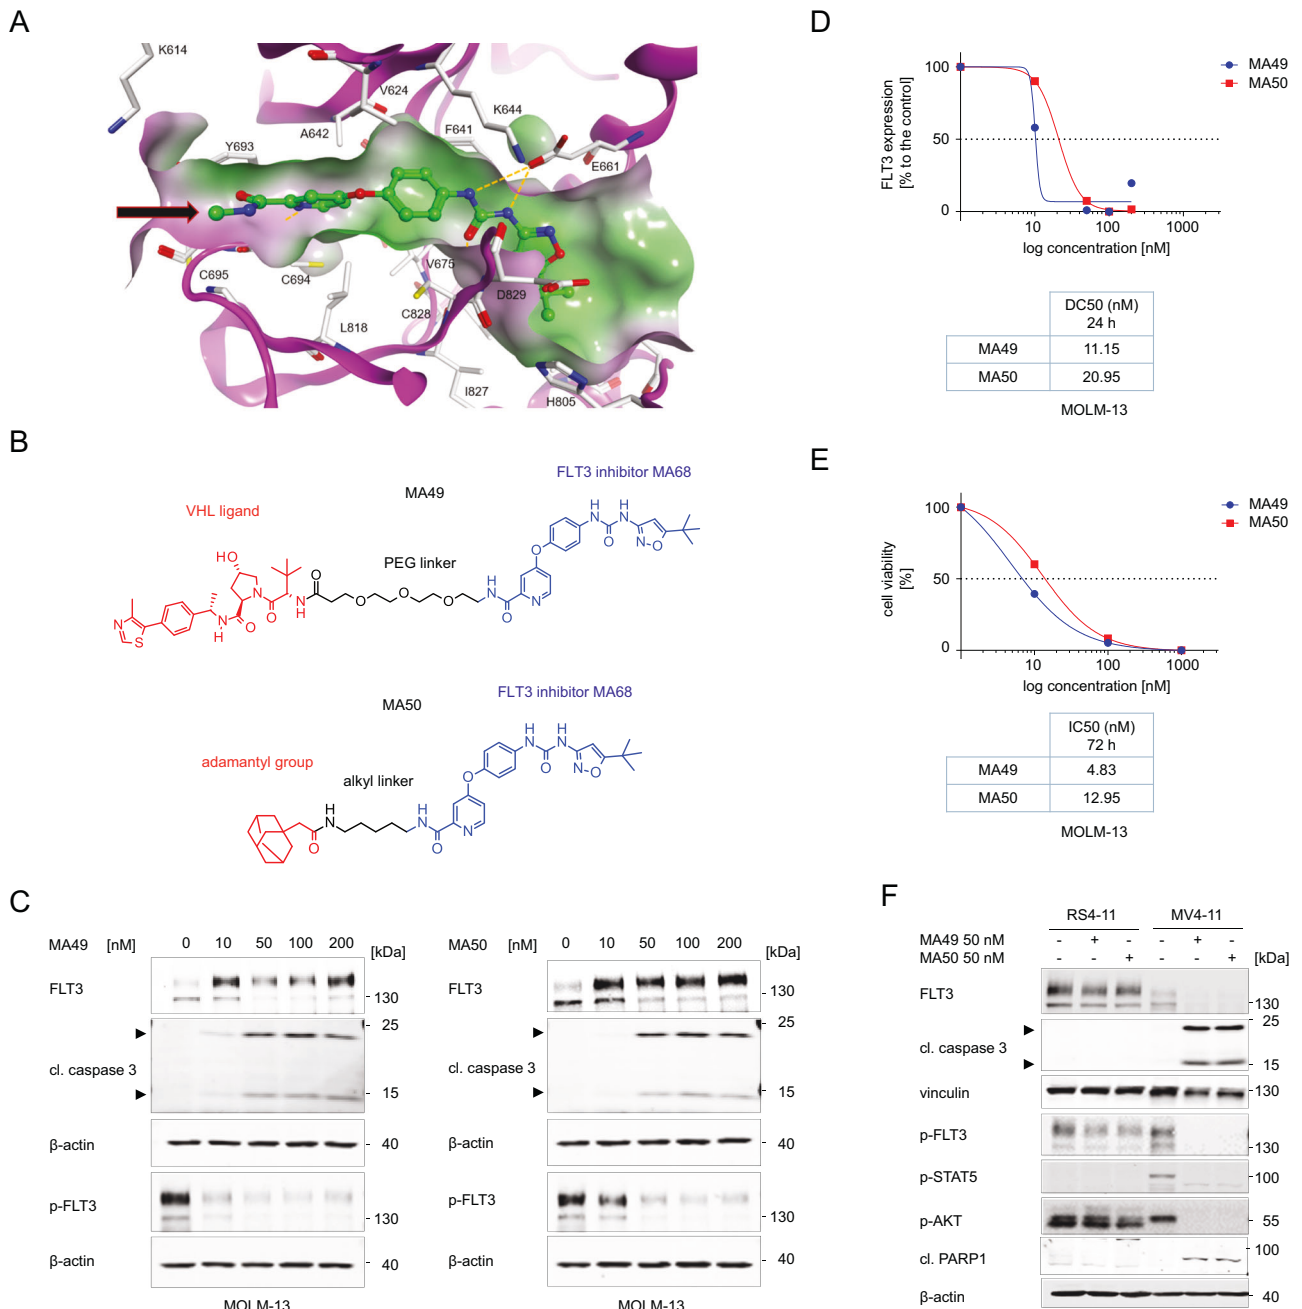 A
K614
V624
K644
A642
F641
Y693
E661
C695
C694
V675
D829
C828
L818
I827
H805
B
FLT3 inhibitor MA68
MA49
VHL ligand
PEG linker
HO
N
S
N
H
O
N
O
N
H
O
O
O
O
H
N
O
N
O
H
N
H
N
O
N
O
FLT3 inhibitor MA68
MA50
adamantyl group
alkyl linker
O
H
N
H
N
O
N
O
H
N
H
N
O
N
O
C
MA49 [nM] 0 10 50 100 200 [kDa]
FLT3
130
25
cl. caspase 3
15
β-actin
40
p-FLT3
130
β-actin
40
MOLM-13
MA50 [nM] 0 10 50 100 200 [kDa]
FLT3
130
25
cl. caspase 3
15
β-actin
40
p-FLT3
130
β-actin
40
MOLM-13
D
FLT3 expression
[% to the control]
100
50
0
10 100 1000
log concentration [nM]
MA49
MA50
DC50 (nM)
24 h
MA49 11.15
MA50 20.95
MOLM-13
E
cell viability
[%]
100
50
0
10 100 1000
log concentration [nM]
MA49
MA50
IC50 (nM)
72 h
MA49 4.83
MA50 12.95
MOLM-13
F
RS4-11 MV4-11
MA49 50 nM - + - - + -
MA50 50 nM - - + - - + [kDa]
FLT3
130
25
cl. caspase 3
15
vinculin
130
p-FLT3
130
p-STAT5
100
p-AKT
55
100
cl. PARP1
β-actin
40